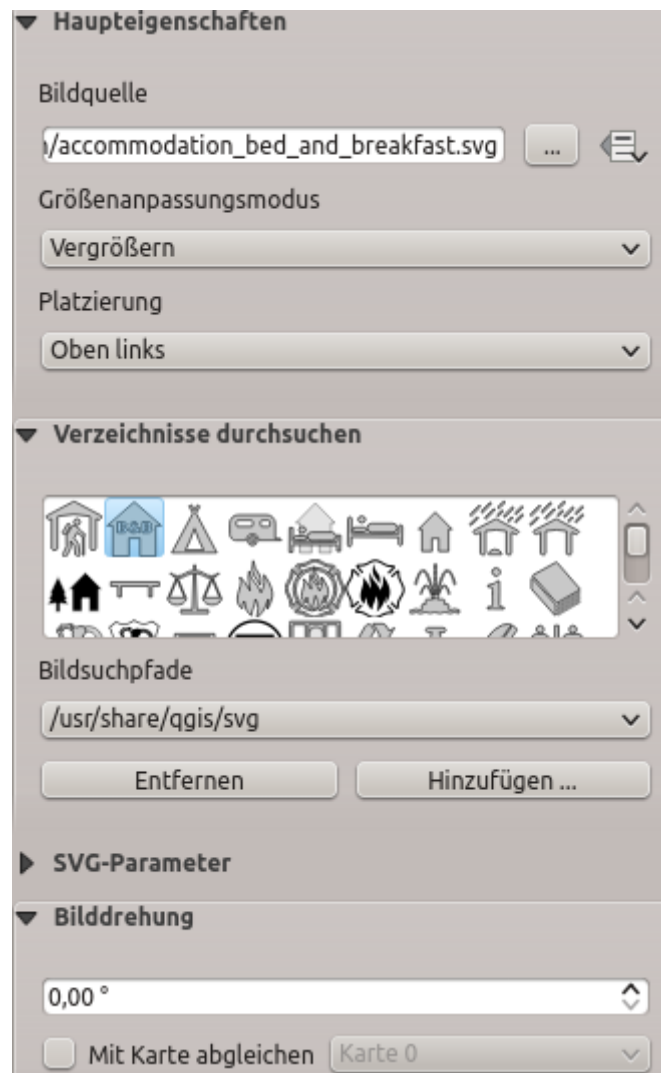 Haupteigenschaften
Bildquelle
/accommodation_bed_and_breakfast.svg ...
Größenanpassungsmodus
Vergrößern
Platzierung
Oben links
Verzeichnisse durchsuchen
B&B
i
Bildsuchpfade
/usr/share/qgis/svg
Entfernen Hinzufügen ...
SVG-Parameter
Bilddrehung
0,00 °
Mit Karte abgleichen Karte 0